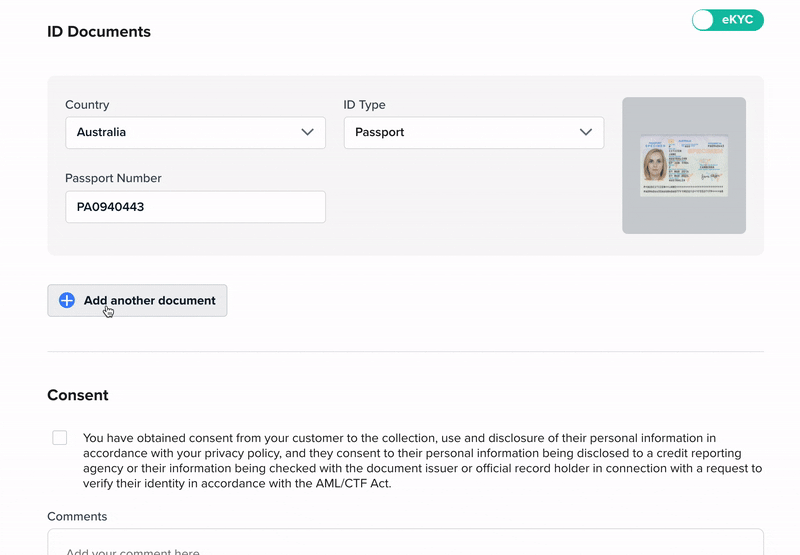 eKYC
ID Documents
Country
ID Type
Australia
Passport
Passport Number
PA0940443
Add another document
Consent
You have obtained consent from your customer to the collection, use and disclosure of their personal information in
accordance with your privacy policy, and they consent to their personal information being disclosed to a credit reporting
agency or their information being checked with the document issuer or official record holder in connection with a request to
verify their identity in accordance with the AML/CTF Act.
Comments
Add your comment here